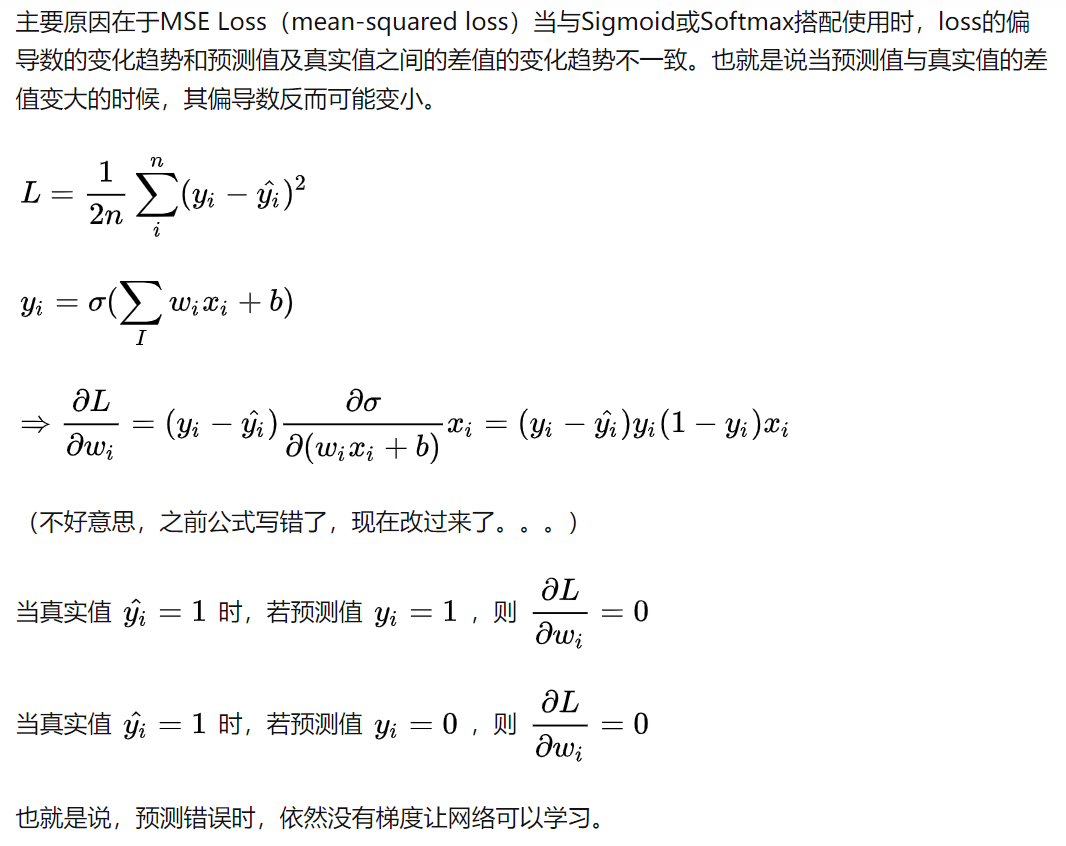 主要原因在于MSE Loss（mean-squared loss）当与Sigmoid或Softmax搭配使用时，loss的偏
导数的变化趋势和预测值及真实值之间的差值的变化趋势不一致。也就是说当预测值与真实值的差
值变大的时候，其偏导数反而可能变小。
L = \frac{1}{2n} \sum_{i}^{n} (y_i - \hat{y_i})^2
y_i = \sigma(\sum_{I} w_i x_i + b)
\Rightarrow \frac{\partial L}{\partial w_i} = (y_i - \hat{y_i}) \frac{\partial \sigma}{\partial (w_i x_i + b)} x_i = (y_i - \hat{y_i}) y_i (1 - y_i) x_i
（不好意思，之前公式写错了，现在改过来了。。。）
当真实值 \hat{y_i} = 1 时，若预测值 y_i = 1 ，则 \frac{\partial L}{\partial w_i} = 0
当真实值 \hat{y_i} = 1 时，若预测值 y_i = 0 ，则 \frac{\partial L}{\partial w_i} = 0
也就是说，预测错误时，依然没有梯度让网络可以学习。